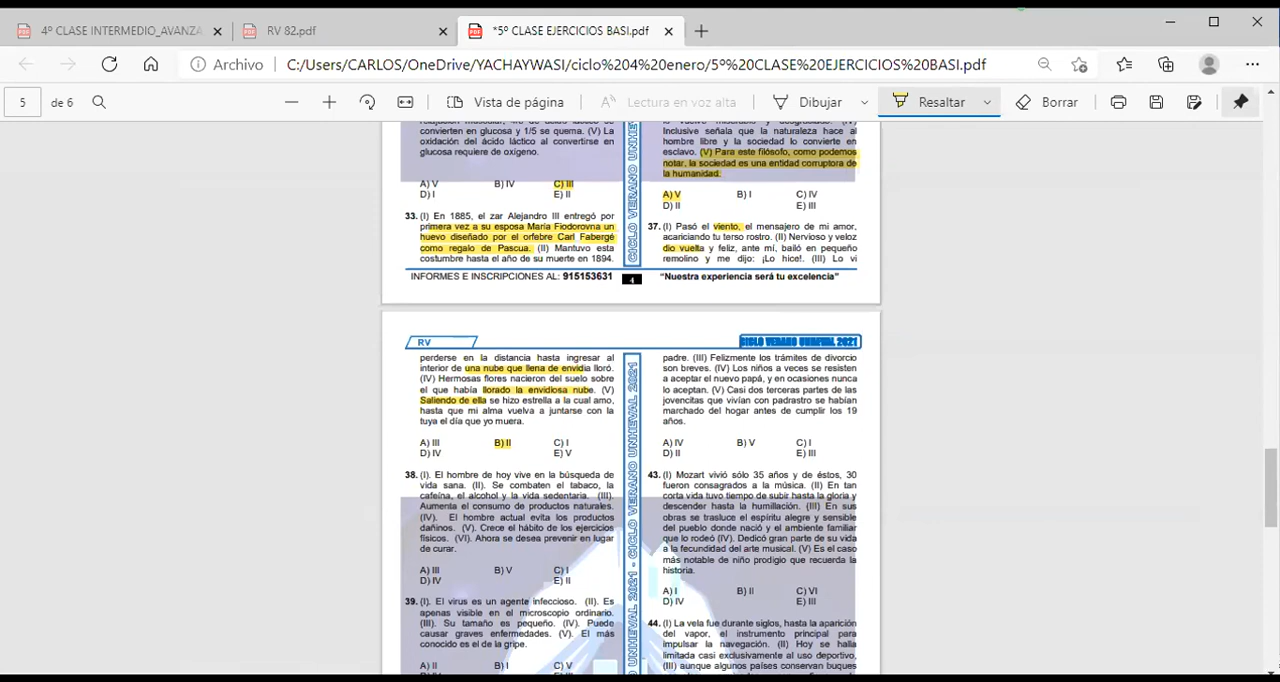 4º CLASE INTERMEDIO_AVANZA
RV 82.pdf
*5º CLASE EJERCICIOS BASI.pdf
Archivo
C:/Users/CARLOS/OneDrive/YACHAYWASI/ciclo%204%20enero/5º%20CLASE%20EJERCICIOS%20BASI.pdf
5
de 6
Vista de página
Lectura en voz alta
Dibujar
Resaltar
Borrar
convierten en glucosa y 1/5 se quema. (V) La
oxidación del ácido láctico al convertirse en
glucosa requiere de oxígeno.
A) V B) IV C) III
D) I E) II
33. (I) En 1885, el zar Alejandro III entregó por
primera vez a su esposa María Fiodorovna un
huevo diseñado por el orfebre Carl Fabergé
como regalo de Pascua. (II) Mantuvo esta
costumbre hasta el año de su muerte en 1894.
CICLO VERANO UNHEV
Inclusive señala que la naturaleza hace al
hombre libre y la sociedad lo convierte en
esclavo. (V) Para este filósofo, como podemos
notar, la sociedad es una entidad corruptora de
la humanidad.
A) V B) I C) IV
D) II E) III
37. (I) Pasó el viento, el mensajero de mi amor,
acariciando tu terso rostro. (II) Nervioso y veloz
dio vuelta y feliz, ante mí, bailó en pequeño
remolino y me dijo: ¡Lo hice!. (III) Lo vi
INFORMES E INSCRIPCIONES AL: 915153631
4
“Nuestra experiencia será tu excelencia”
RV
CICLO VERANO UNHEVAL 2021
perderse en la distancia hasta ingresar al
interior de una nube que llena de envidia lloró.
(IV) Hermosas flores nacieron del suelo sobre
el que había llorado la envidiosa nube. (V)
Saliendo de ella se hizo estrella a la cual amo,
hasta que mi alma vuelva a juntarse con la
tuya el día que yo muera.
A) III B) II C) I
D) IV E) V
38. (I). El hombre de hoy vive en la búsqueda de
vida sana. (II). Se combaten el tabaco, la
cafeína, el alcohol y la vida sedentaria. (III).
Aumenta el consumo de productos naturales.
(IV). El hombre actual evita los productos
dañinos. (V). Crece el hábito de los ejercicios
físicos. (VI). Ahora se desea prevenir en lugar
de curar.
A) III B) V C) I
D) IV E) II
39. (I). El virus es un agente infeccioso. (II). Es
apenas visible en el microscopio ordinario.
(III). Su tamaño es pequeño. (IV). Puede
causar graves enfermedades. (V). El más
conocido es el de la gripe.
A) II B) I C) V
O UNHEVAL 2021 - CICLO VERANO UNHEVAL 2021
padre. (III) Felizmente los trámites de divorcio
son breves. (IV) Los niños a veces se resisten
a aceptar el nuevo papá, y en ocasiones nunca
lo aceptan. (V) Casi dos terceras partes de las
jovencitas que vivían con padrastro se habían
marchado del hogar antes de cumplir los 19
años.
A) IV B) V C) I
D) II E) III
43. (I) Mozart vivió sólo 35 años y de éstos, 30
fueron consagrados a la música. (II) En tan
corta vida tuvo tiempo de subir hasta la gloria y
descender hasta la humillación. (III) En sus
obras se trasluce el espíritu alegre y sensible
del pueblo donde nació y el ambiente familiar
que lo rodeó (IV). Dedicó gran parte de su vida
a la fecundidad del arte musical. (V) Es el caso
más notable de niño prodigio que recuerda la
historia.
A) I B) II C) VI
D) IV E) III
44. (I) La vela fue durante siglos, hasta la aparición
del vapor, el instrumento principal para
impulsar la navegación. (II) Hoy se halla
limitada casi exclusivamente al uso deportivo,
(III) aunque algunos países conservan buques